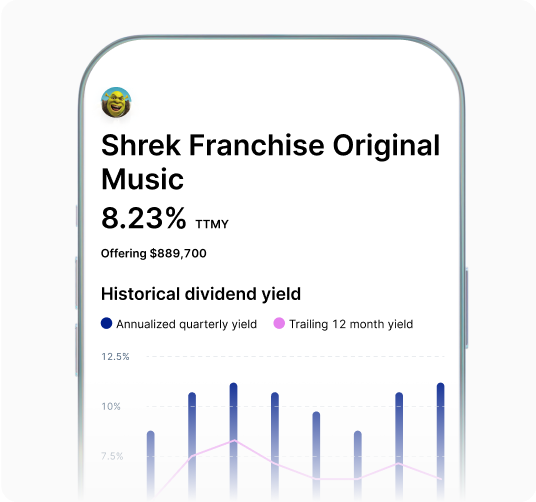 Shrek Franchise Original
Music
8.23% TTMY
Offering $889,700
Historical dividend yield
Annualized quarterly yield Trailing 12 month yield
12.5%
10%
7.5%